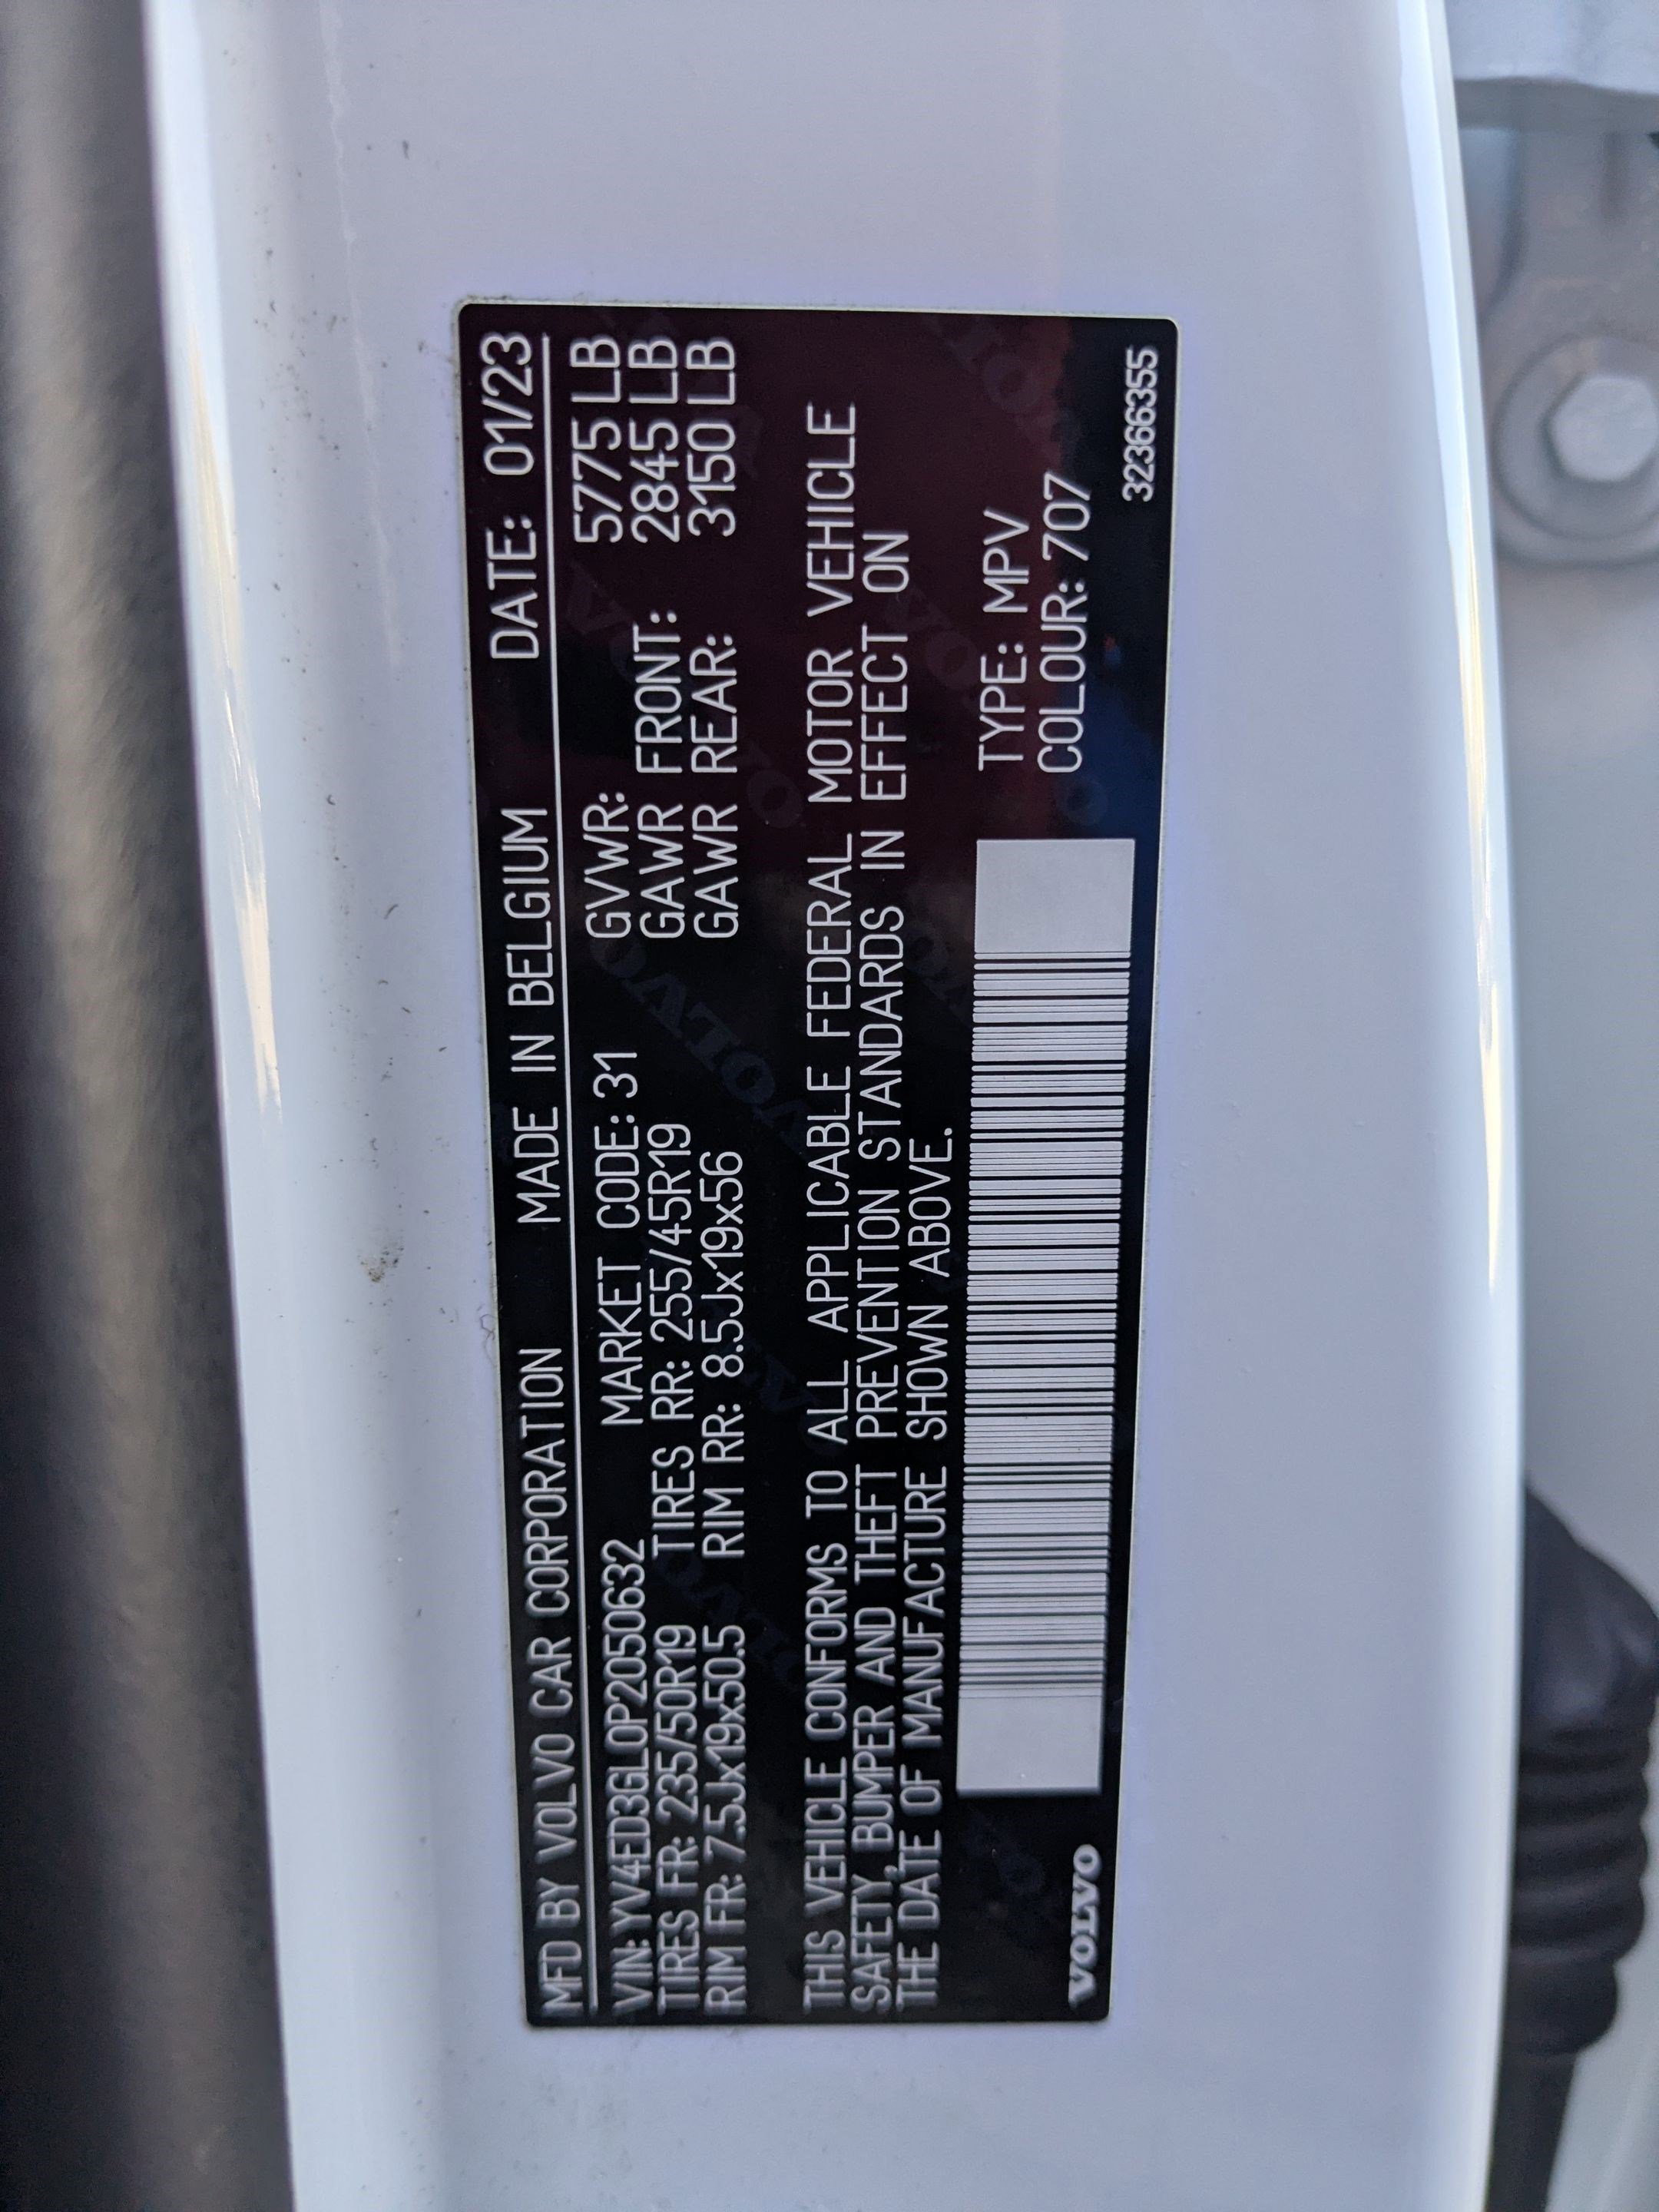 MFD BY VOLVO CAR CORPORATION MADE IN BELGIUM DATE: 01/23
VIN: YV4ED3GL0P2050632 MARKET CODE: 31 GVWR: 5775 LB
TIRES FR: 235/50R19 TIRES RR: 255/45R19 GAWR FRONT: 2845 LB
RIM FR: 7.5Jx19x50.5 RIM RR: 8.5Jx19x56 GAWR REAR: 3150 LB
THIS VEHICLE CONFORMS TO ALL APPLICABLE FEDERAL MOTOR VEHICLE
SAFETY, BUMPER AND THEFT PREVENTION STANDARDS IN EFFECT ON
THE DATE OF MANUFACTURE SHOWN ABOVE.
TYPE: MPV
COLOUR: 707
VOLVO 32366355